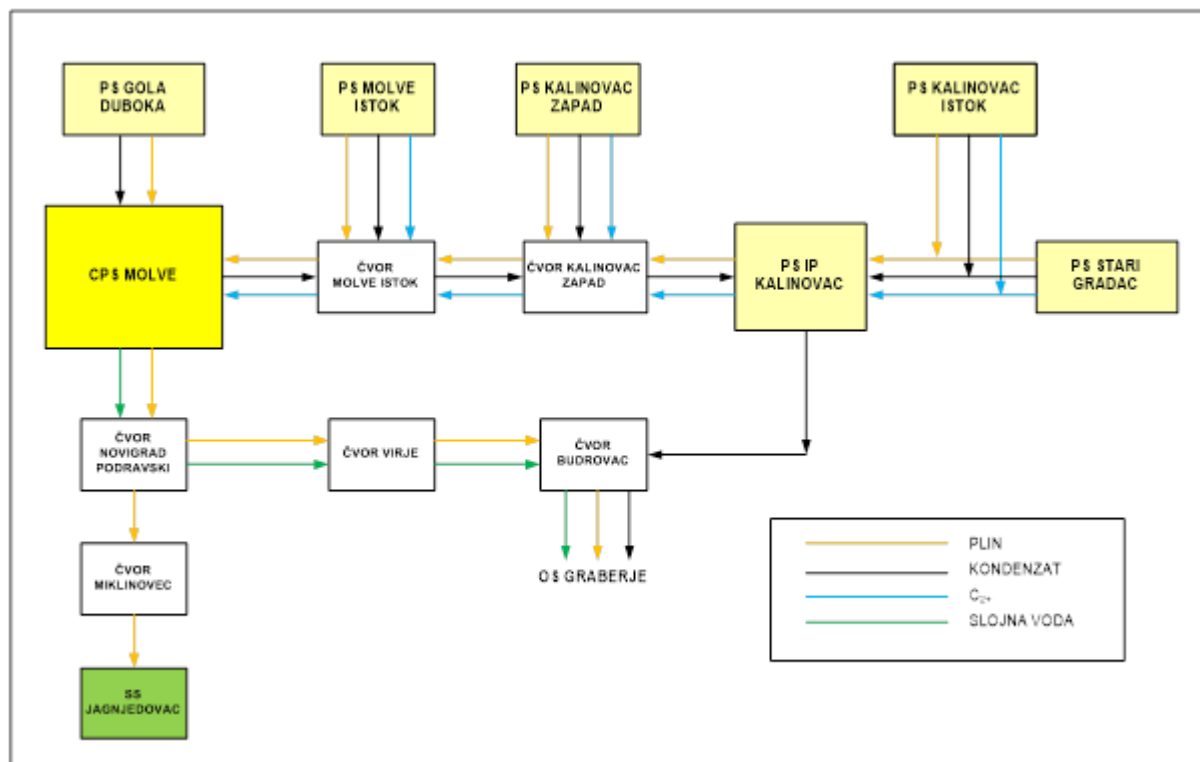 PS GOLA
DUBOKA
PS MOLVE
ISTOK
PS KALINOVAC
ZAPAD
PS KALINOVAC
ISTOK
CPS MOLVE
ČVOR
MOLVE ISTOK
ČVOR KALINOVAC
ZAPAD
PS IP
KALINOVAC
PS STARI
GRADAC
ČVOR
NOVIGRAD
PODRAVSKI
ČVOR VIRJE
ČVOR
BUDROVAC
OS GRABERJE
ČVOR
MIKLINOVEC
SS
JAGNJEDOVAC
PLIN
KONDENZAT
C₂₊
SLOJNA VODA